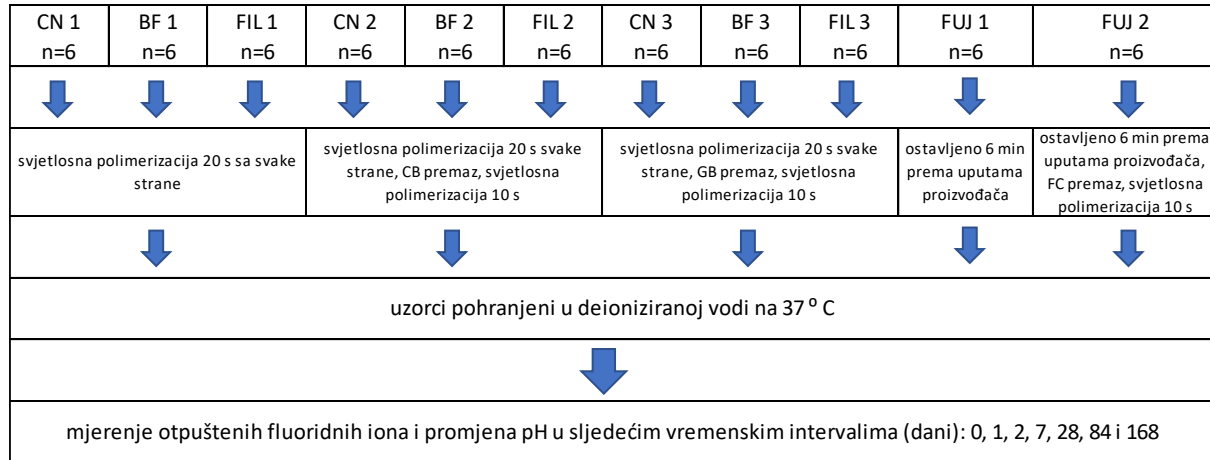 CN 1 BF 1 FIL 1 CN 2 BF 2 FIL 2 CN 3 BF 3 FIL 3 FUJ 1 FUJ 2
n=6 n=6 n=6 n=6 n=6 n=6 n=6 n=6 n=6 n=6 n=6
svjetlosna polimerizacija 20 s sa svake
strane
svjetlosna polimerizacija 20 s svake
strane, CB premaz, svjetlosna
polimerizacija 10 s
svjetlosna polimerizacija 20 s svake
strane, GB premaz, svjetlosna
polimerizacija 10 s
ostavljeno 6 min
prema uputama
proizvođača
ostavljeno 6 min prema
uputama proizvođača,
FC premaz, svjetlosna
polimerizacija 10 s
uzorci pohranjeni u deioniziranoj vodi na 37 ⁰ C
mjerenje otpuštenih fluoridnih iona i promjena pH u sljedećim vremenskim intervalima (dani): 0, 1, 2, 7, 28, 84 i 168